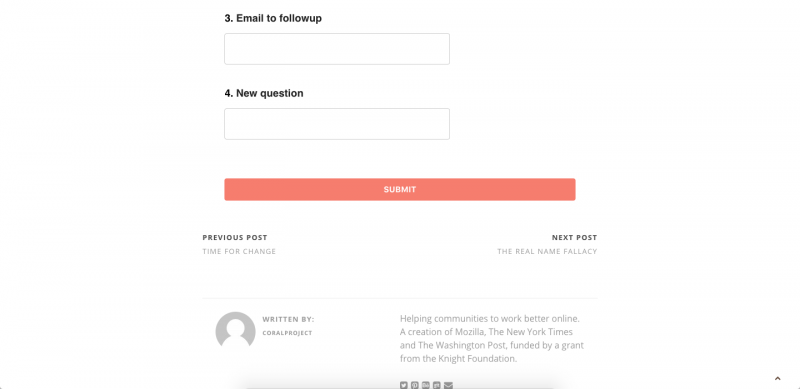 3. Email to followup
4. New question
SUBMIT
PREVIOUS POST
NEXT POST
TIME FOR CHANGE
THE REAL NAME FALLACY
WRITTEN BY:
CORALPROJECT
Helping communities to work better online.
A creation of Mozilla, The New York Times
and The Washington Post, funded by a grant
from the Knight Foundation.